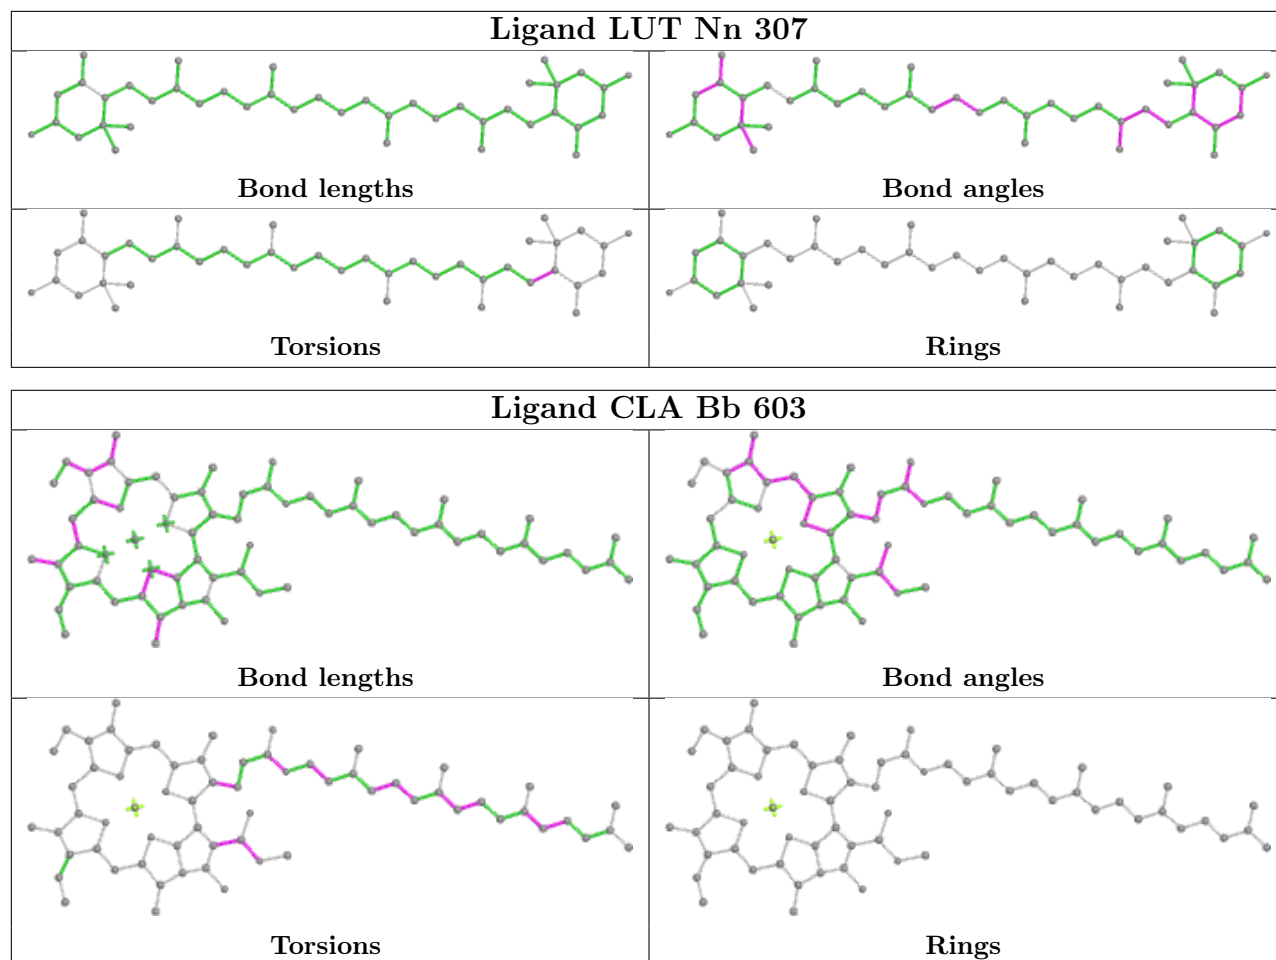 Ligand LUT Nn 307
Bond lengths
Bond angles
Torsions
Rings
Ligand CLA Bb 603
Bond lengths
Bond angles
Torsions
Rings